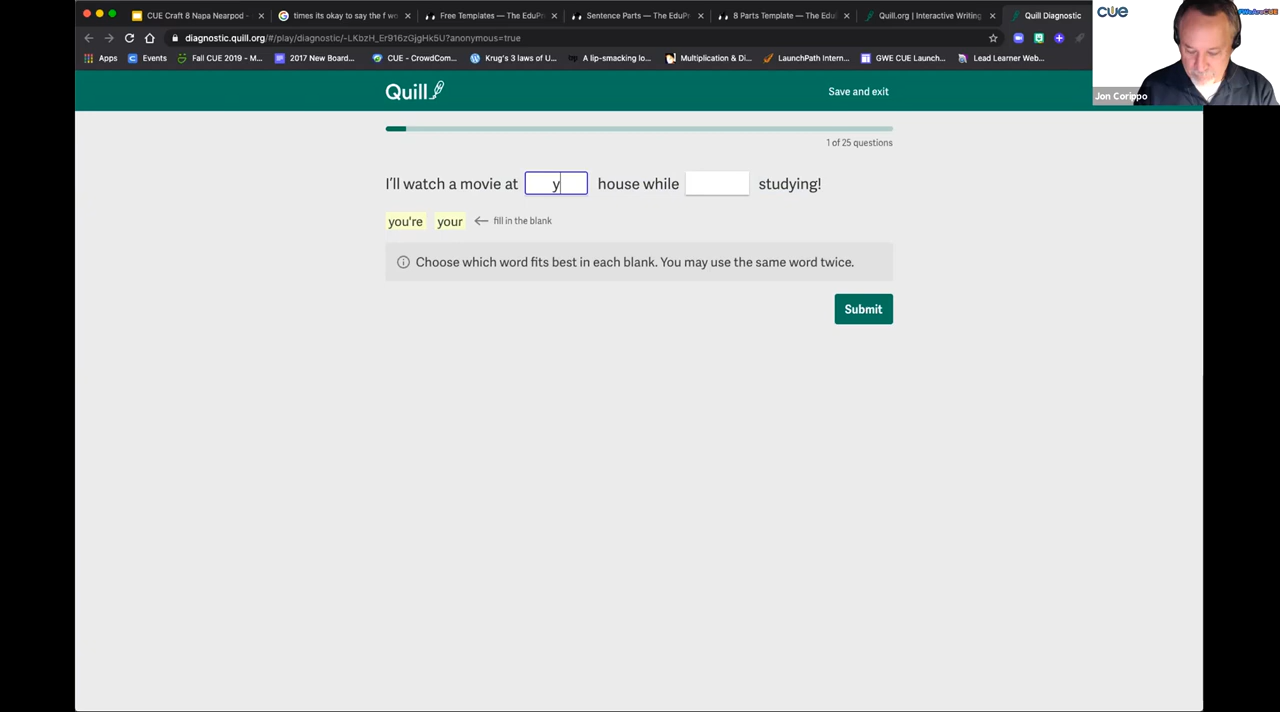 CUE Craft 8 Napa Nearpod -
times its okay to say the f wo
Free Templates — The EduPr
Sentence Parts — The EduPr
8 Parts Template — The Edu
Quill.org | Interactive Writing
Quill Diagnostic
CUE
#WeAreCUE
diagnostic.quill.org/#/play/diagnostic/-LKbzH_Er916zGjgHk5U?anonymous=true
Apps
Events
Fall CUE 2019 - M...
2017 New Board...
CUE - CrowdCom...
Krug's 3 laws of U...
A lip-smacking lo...
Multiplication & Di...
LaunchPath Intern...
GWE CUE Launch...
Lead Learner Web...
Jon Corippo
Quill
Save and exit
1 of 25 questions
I'll watch a movie at y house while studying!
you're your ← fill in the blank
Choose which word fits best in each blank. You may use the same word twice.
Submit